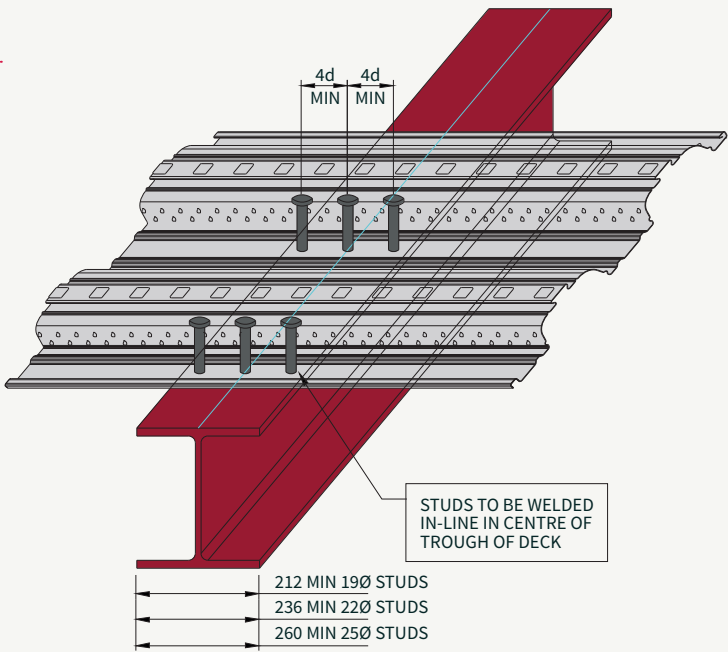 4d 4d
MIN MIN
STUDS TO BE WELDED
IN-LINE IN CENTRE OF
TROUGH OF DECK
212 MIN 19Ø STUDS
236 MIN 22Ø STUDS
260 MIN 25Ø STUDS